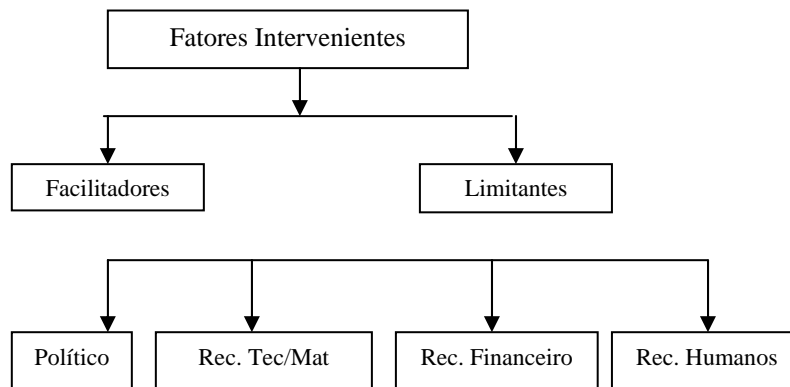 Fatores Intervenientes
Facilitadores
Limitantes
Político
Rec. Tec/Mat
Rec. Financeiro
Rec. Humanos